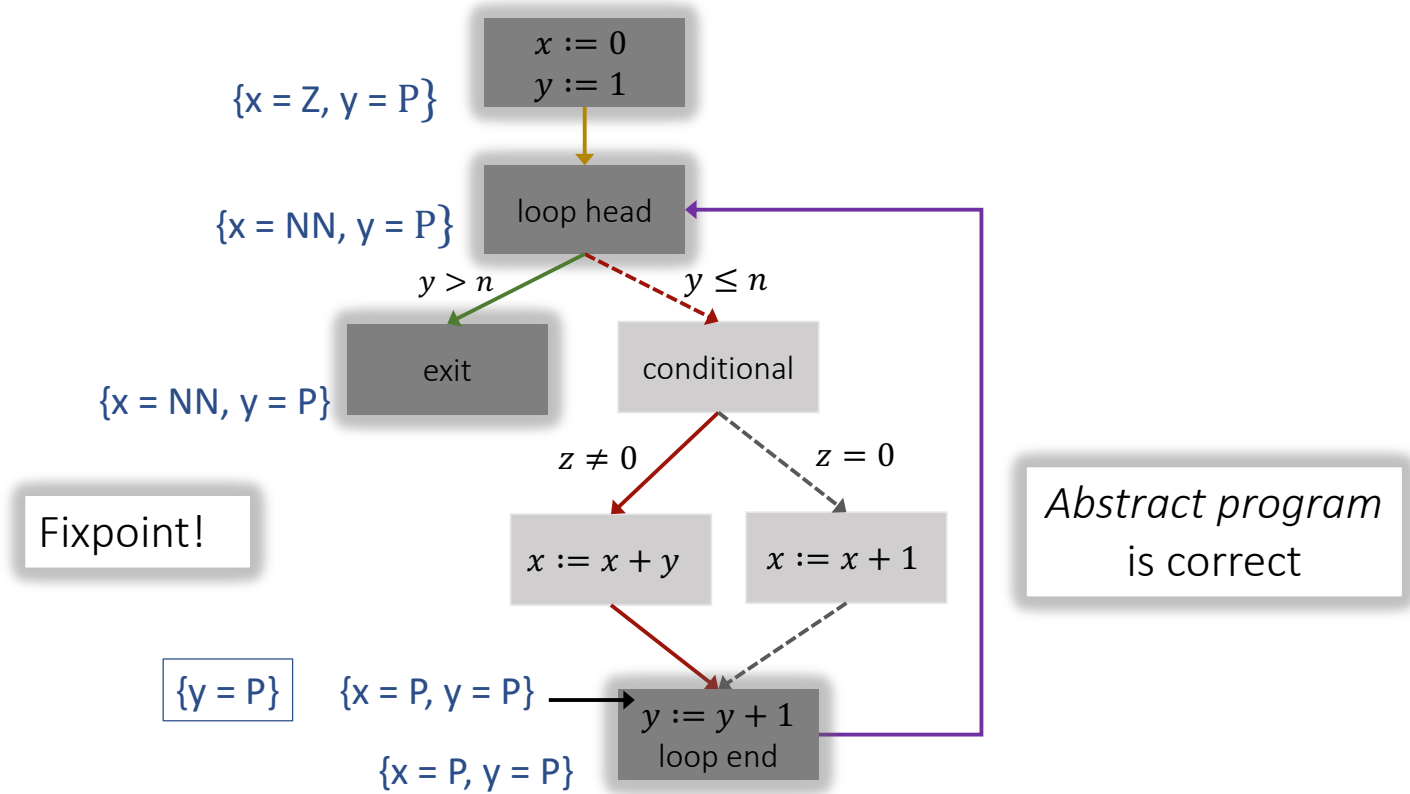 x := 0
y := 1
{x = Z, y = P}
loop head
{x = NN, y = P}
y > n
y ≤ n
exit
conditional
{x = NN, y = P}
z ≠ 0
z = 0
Fixpoint!
Abstract program
is correct
x := x + y
x := x + 1
{y = P}
{x = P, y = P}
y := y + 1
loop end
{x = P, y = P}